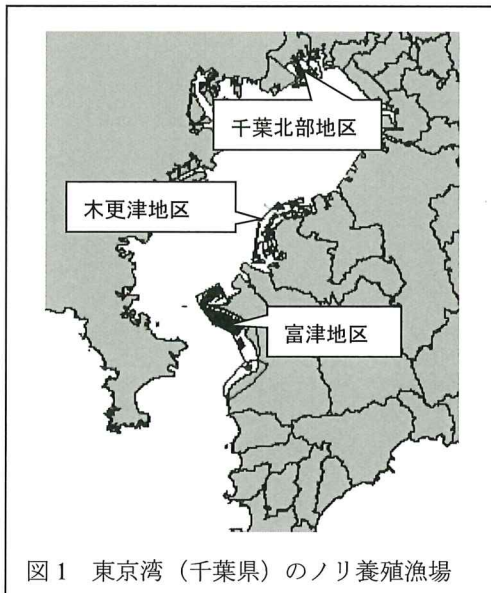 千葉北部地区
木更津地区
富津地区
図1 東京湾（千葉県）のノリ養殖漁場